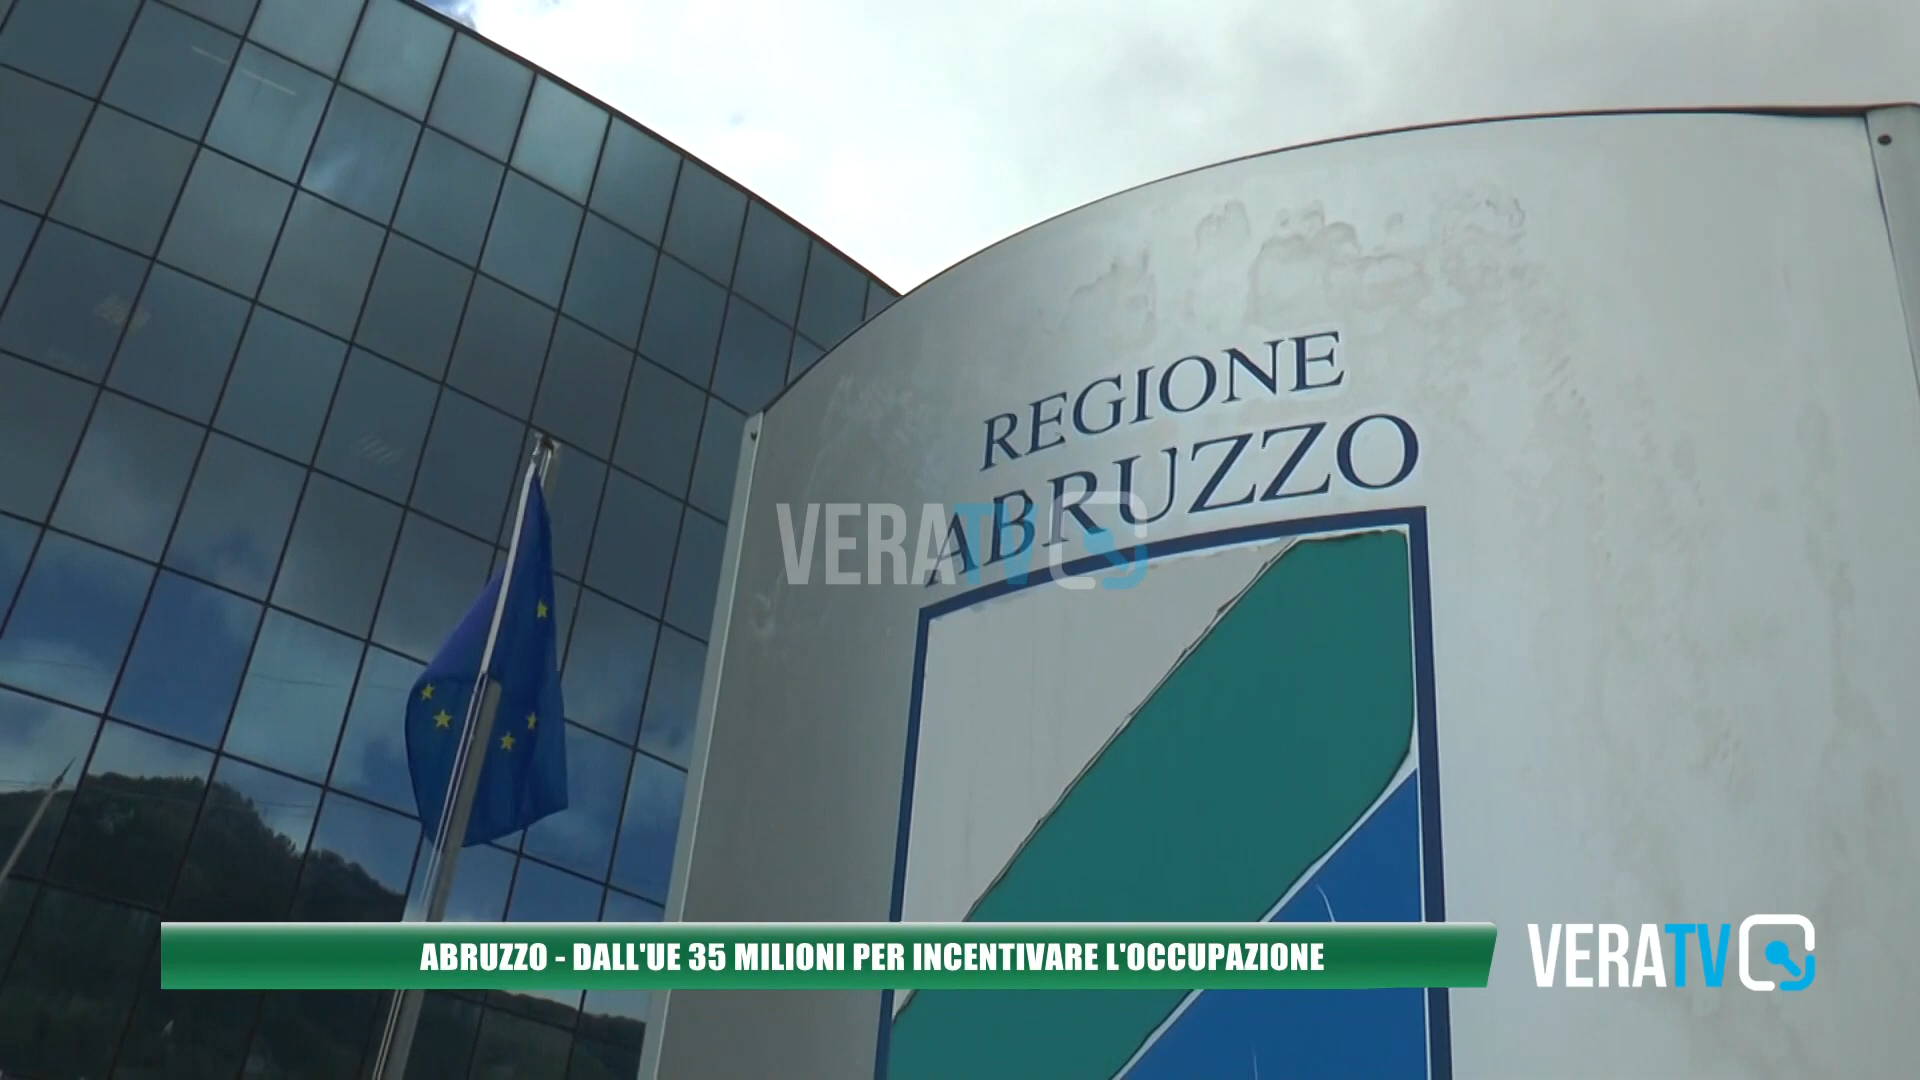 REGIONE
ABRUZZO
VERATV
ABRUZZO - DALL'UE 35 MILIONI PER INCENTIVARE L'OCCUPAZIONE
VERATV